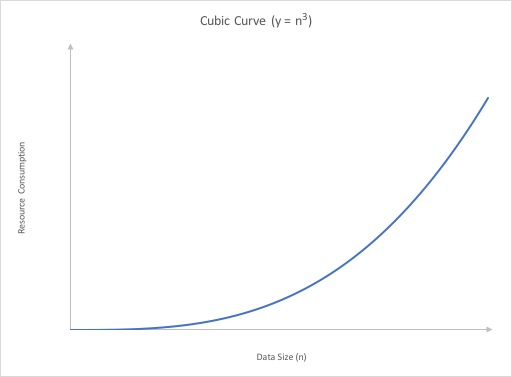 Cubic Curve (y = n³)
Resource Consumption
Data Size (n)